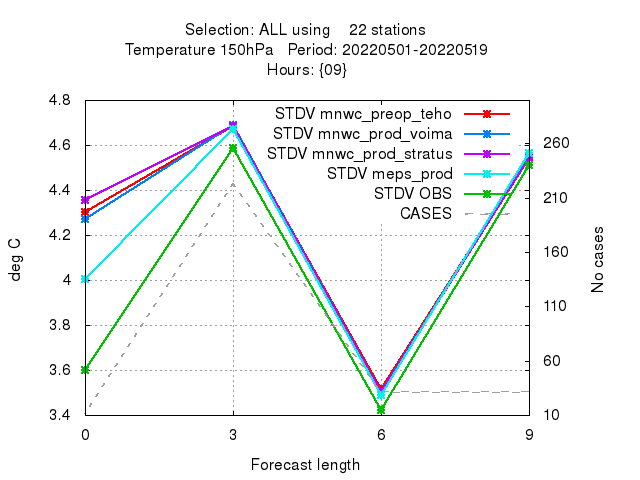 Selection: ALL using 22 stations
Temperature 150hPa Period: 20220501-20220519
Hours: {09}
4.8
4.6
4.4
4.2
4
3.8
3.6
3.4
deg C
STDV mnwc_preop_teho
STDV mnwc_prod_voima
STDV mnwc_prod_stratus
STDV meps_prod
STDV OBS
CASES
260
210
160
110
60
10
No cases
0 3 6 9
Forecast length